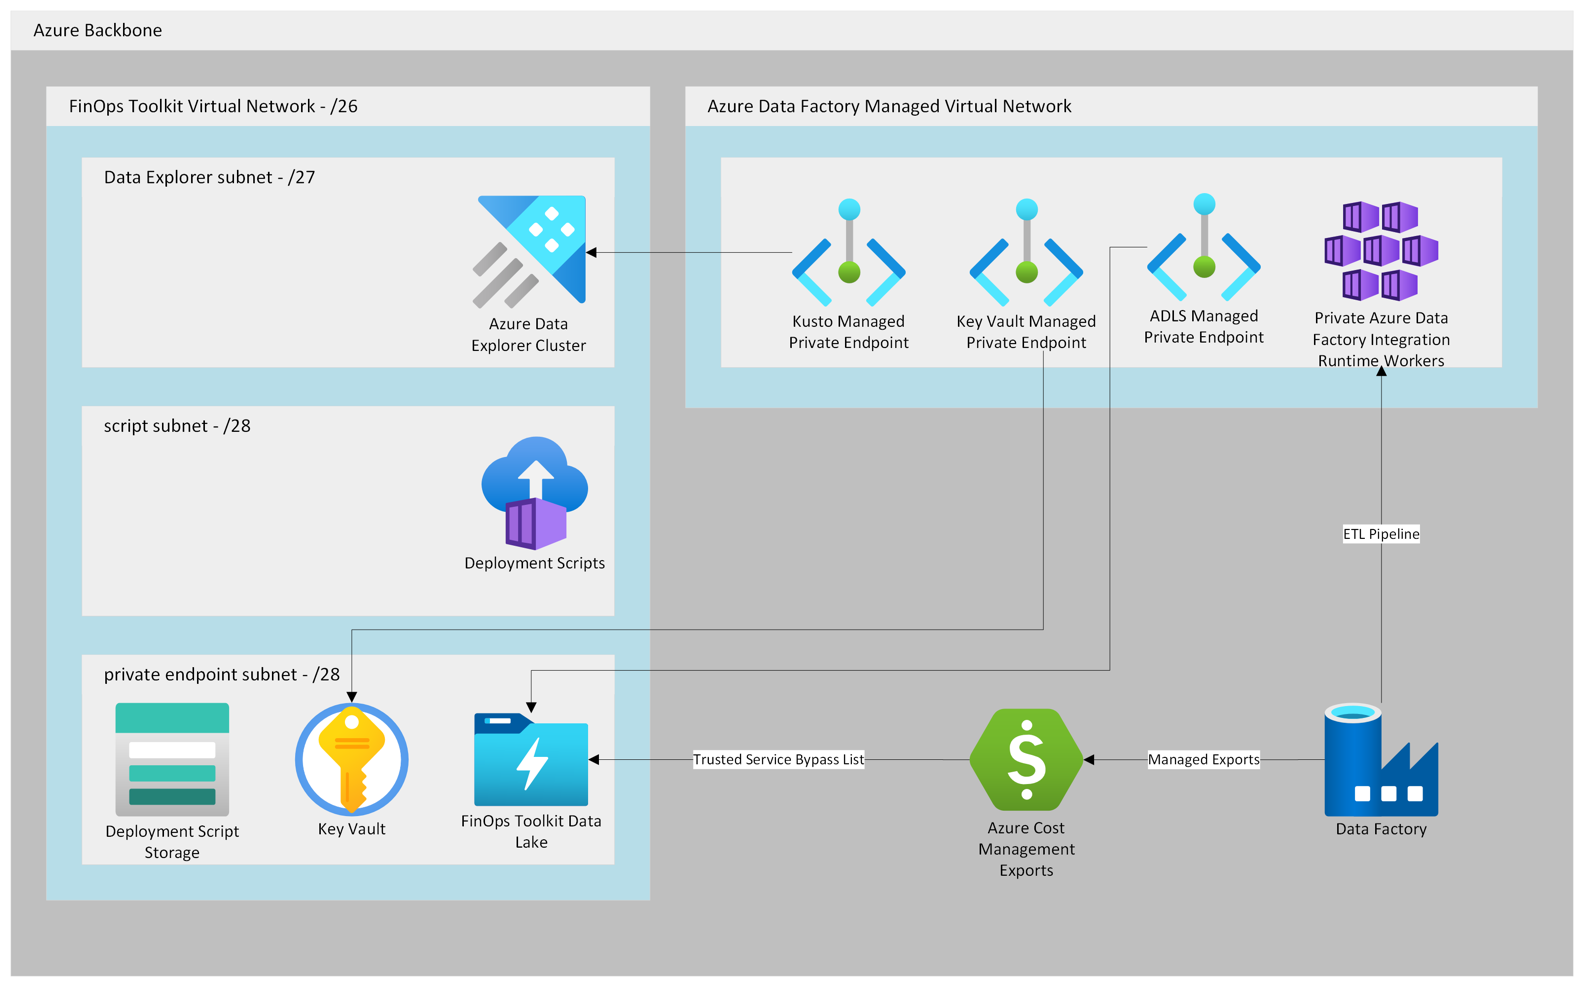 Azure Backbone
FinOps Toolkit Virtual Network - /26
Azure Data Factory Managed Virtual Network
Data Explorer subnet - /27
Azure Data
Explorer Cluster
Kusto Managed
Private Endpoint
Key Vault Managed
Private Endpoint
ADLS Managed
Private Endpoint
Private Azure Data
Factory Integration
Runtime Workers
script subnet - /28
Deployment Scripts
ETL Pipeline
private endpoint subnet - /28
Deployment Script
Storage
Key Vault
FinOps Toolkit Data
Lake
Trusted Service Bypass List
Azure Cost
Management
Exports
Managed Exports
Data Factory